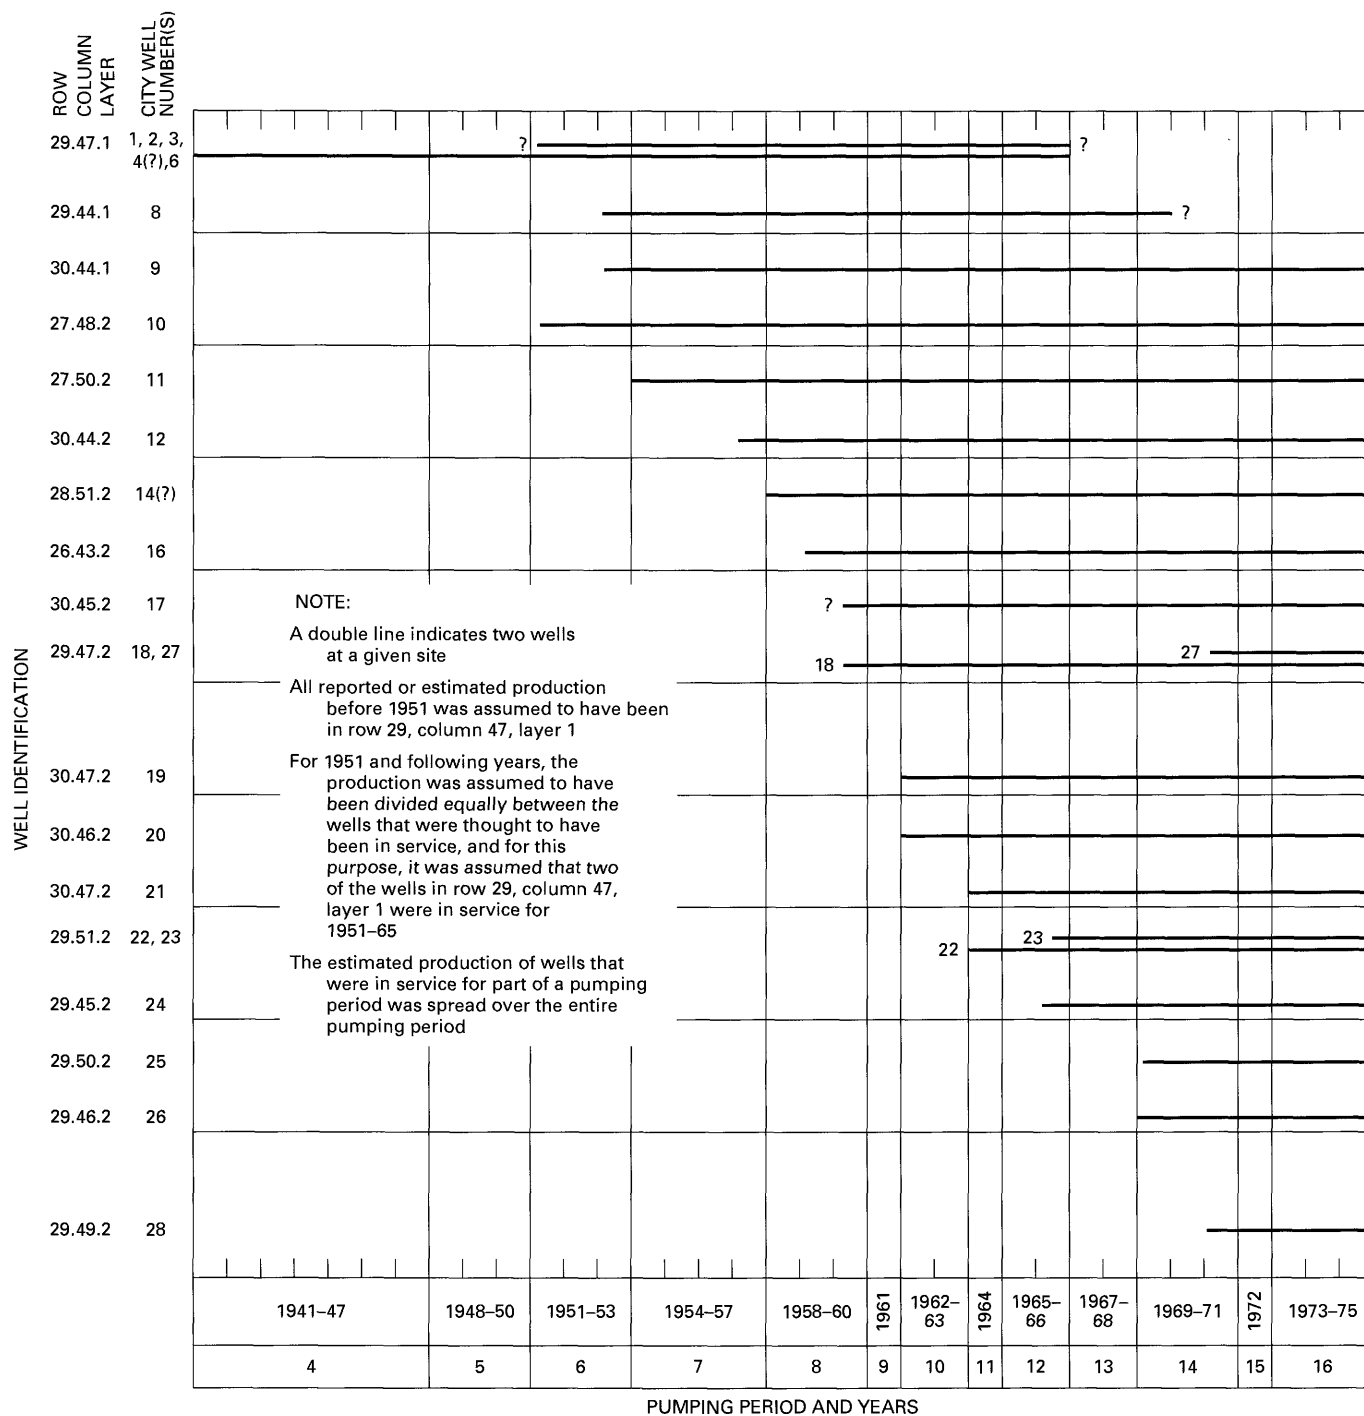 ROW
COLUMN
LAYER
CITY WELL
NUMBER(S)
29.47.1 1, 2, 3, ? ?
4(?),6
29.44.1 8 ?
30.44.1 9
27.48.2 10
27.50.2 11
30.44.2 12
28.51.2 14(?)
26.43.2 16
30.45.2 17 ?
29.47.2 18, 27 27
18
30.47.2 19
30.46.2 20
30.47.2 21
29.51.2 22, 23 23
22
29.45.2 24
29.50.2 25
29.46.2 26
29.49.2 28
WELL IDENTIFICATION
NOTE:
A double line indicates two wells
at a given site
All reported or estimated production
before 1951 was assumed to have been
in row 29, column 47, layer 1
For 1951 and following years, the
production was assumed to have
been divided equally between the
wells that were thought to have
been in service, and for this
purpose, it was assumed that two
of the wells in row 29, column 47,
layer 1 were in service for
1951–65
The estimated production of wells that
were in service for part of a pumping
period was spread over the entire
pumping period
1941–47 1948–50 1951–53 1954–57 1958–60 1961 1962–
63 1964 1965–
66 1967–
68 1969–71 1972 1973–75
4 5 6 7 8 9 10 11 12 13 14 15 16
PUMPING PERIOD AND YEARS